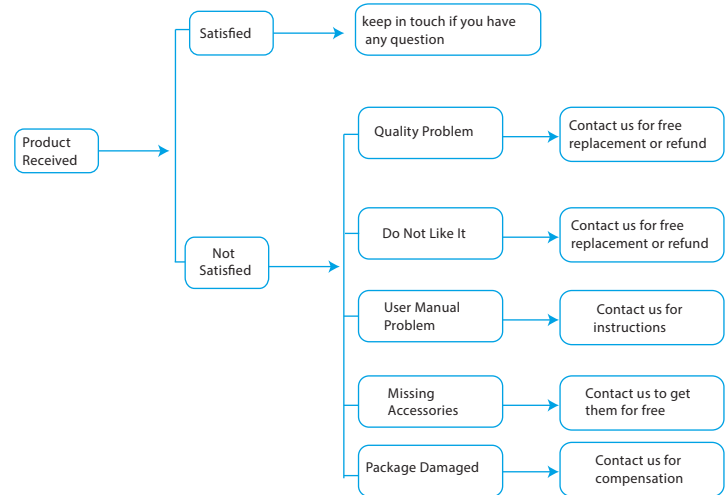 Satisfied
keep in touch if you have
any question
Product
Received
Quality Problem
Contact us for free
replacement or refund
Not
Satisfied
Do Not Like It
Contact us for free
replacement or refund
User Manual
Problem
Contact us for
instructions
Missing
Accessories
Contact us to get
them for free
Package Damaged
Contact us for
compensation